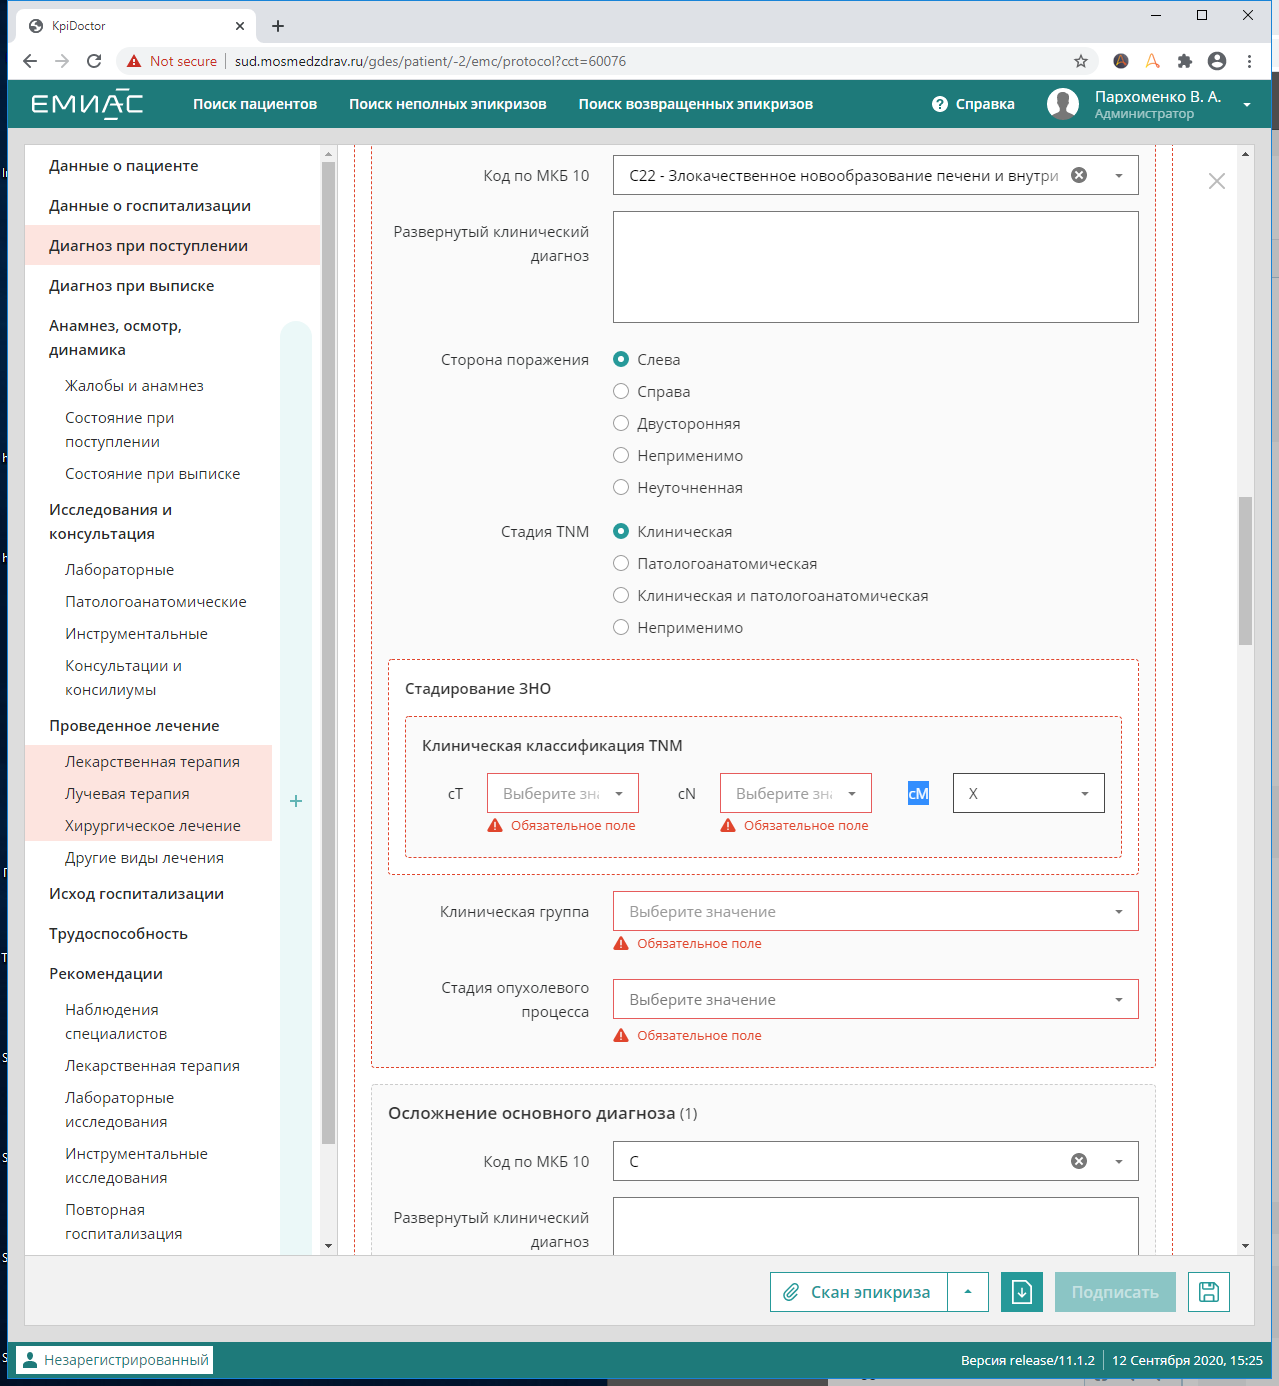 KpiDoctor
Not secure
sud.mosmedzdrav.ru/gdes/patient/-2/emc/protocol?cct=60076
ЕМИАС
Поиск пациентов
Поиск неполных эпикризов
Поиск возвращенных эпикризов
Справка
Пархоменко В. А.
Администратор
Данные о пациенте
Данные о госпитализации
Диагноз при поступлении
Диагноз при выписке
Анамнез, осмотр,
динамика
Жалобы и анамнез
Состояние при
поступлении
Состояние при выписке
Исследования и
консультация
Лабораторные
Патологоанатомические
Инструментальные
Консультации и
консилиумы
Проведенное лечение
Лекарственная терапия
Лучевая терапия
Хирургическое лечение
Другие виды лечения
Исход госпитализации
Трудоспособность
Рекомендации
Наблюдения
специалистов
Лекарственная терапия
Лабораторные
исследования
Инструментальные
исследования
Повторная
госпитализация
Код по МКБ 10
C22 - Злокачественное новообразование печени и внутри
Развернутый клинический
диагноз
Сторона поражения
Слева
Справа
Двусторонняя
Неприменимо
Неуточненная
Стадия TNM
Клиническая
Патологоанатомическая
Клиническая и патологоанатомическая
Неприменимо
Стадирование ЗНО
Клиническая классификация TNM
cT
Выберите зна
cN
Выберите зна
cM
X
Обязательное поле
Обязательное поле
Клиническая группа
Выберите значение
Обязательное поле
Стадия опухолевого
процесса
Выберите значение
Обязательное поле
Осложнение основного диагноза (1)
Код по МКБ 10
C
Развернутый клинический
диагноз
Скан эпикриза
Подписать
Незарегистрированный
Версия release/11.1.2
12 Сентября 2020, 15:25